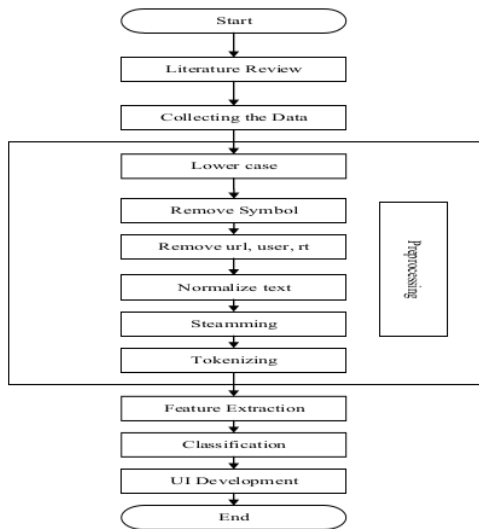 Start
Literature Review
Collecting the Data
Lower case
Remove Symbol
Remove url, user, rt
Normalize text
Steamming
Tokenizing
Preprocessing
Feature Extraction
Classification
UI Development
End